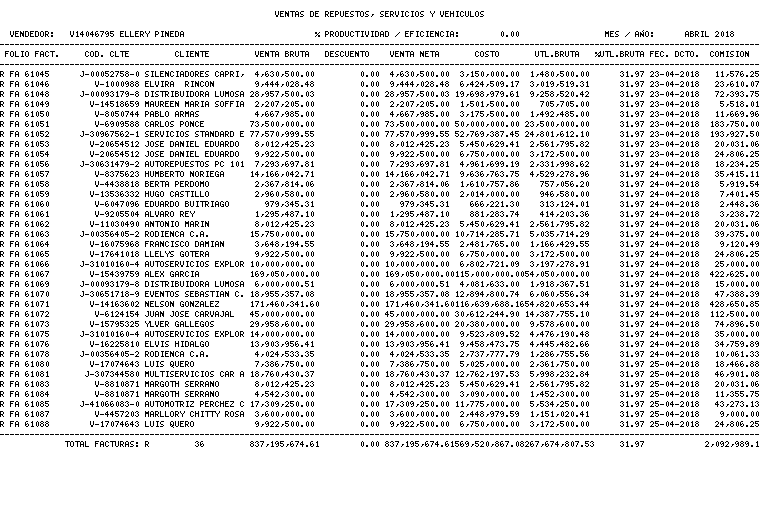 VENTAS DE REPUESTOS, SERVICIOS Y VEHICULOS
VENDEDOR: V14046795 ELLERY PINEDA % PRODUCTIVIDAD / EFICIENCIA: 0.00 MES / AÑO: ABRIL 2018
FOLIO FACT. COD. CLTE CLIENTE VENTA BRUTA DESCUENTO VENTA NETA COSTO UTL.BRUTA %UTL.BRUTA FEC. DCTO. COMISION
R FA 61045 J-00052758-0 SILENCIADORES CAPRI, 4,630,500.00 0.00 4,630,500.00 3,150,000.00 1,480,500.00 31.97 23-04-2018 11,576.25
R FA 61046 V-1000988 ELVIRA RINCON 9,444,028.48 0.00 9,444,028.48 6,424,509.17 3,019,519.31 31.97 23-04-2018 23,610.07
R FA 61048 J-00093179-8 DISTRIBUIDORA LUMOSA 28,957,500.03 0.00 28,957,500.03 19,698,979.61 9,258,520.42 31.97 23-04-2018 72,393.75
R FA 61049 V-14518659 MAUREEN MARIA SOFFIA 2,207,205.00 0.00 2,207,205.00 1,501,500.00 705,705.00 31.97 23-04-2018 5,518.01
R FA 61050 V-8050744 PABLO ARMAS 4,667,985.00 0.00 4,667,985.00 3,175,500.00 1,492,485.00 31.97 23-04-2018 11,669.96
R FA 61051 V-6909588 CARLOS PONCE 73,500,000.00 0.00 73,500,000.00 50,000,000.00 23,500,000.00 31.97 23-04-2018 183,750.00
R FA 61052 J-30967562-1 SERVICIOS STANDARD E 77,570,999.55 0.00 77,570,999.55 52,769,387.45 24,801,612.10 31.97 23-04-2018 193,927.50
R FA 61053 V-20654512 JOSE DANIEL EDUARDO 8,012,425.23 0.00 8,012,425.23 5,450,629.41 2,561,795.82 31.97 23-04-2018 20,031.06
R FA 61054 V-20654512 JOSE DANIEL EDUARDO 9,922,500.00 0.00 9,922,500.00 6,750,000.00 3,172,500.00 31.97 23-04-2018 24,806.25
R FA 61056 J-30631479-2 AUTOREPUESTOS PC 101 7,293,697.81 0.00 7,293,697.81 4,961,699.19 2,331,998.62 31.97 23-04-2018 18,234.25
R FA 61057 V-8375623 HUMBERTO NORIEGA 14,166,042.71 0.00 14,166,042.71 9,636,763.75 4,529,278.96 31.97 23-04-2018 35,415.11
R FA 61058 V-4438818 BERTA PERDOMO 2,367,814.06 0.00 2,367,814.06 1,610,757.86 757,056.20 31.97 23-04-2018 5,919.54
R FA 61059 V-13536332 HUGO CASTILLO 2,960,580.00 0.00 2,960,580.00 2,014,000.00 946,580.00 31.97 23-04-2018 7,401.45
R FA 61060 V-6047096 EDUARDO BUITRIAGO 979,345.31 0.00 979,345.31 666,221.30 313,124.01 31.97 23-04-2018 2,448.36
R FA 61061 V-9205504 ALVARO REY 1,295,487.10 0.00 1,295,487.10 881,283.74 414,203.36 31.97 23-04-2018 3,238.72
R FA 61062 V-11030490 ANTONIO MARIN 8,012,425.23 0.00 8,012,425.23 5,450,629.41 2,561,795.82 31.97 23-04-2018 20,031.06
R FA 61063 J-00356405-2 RODIENCA C.A. 15,750,000.00 0.00 15,750,000.00 10,714,285.71 5,035,714.29 31.97 24-04-2018 39,375.00
R FA 61064 V-16075968 FRANCISCO DAMIAN 3,648,194.55 0.00 3,648,194.55 2,481,765.00 1,166,429.55 31.97 24-04-2018 9,120.49
R FA 61065 V-17641018 LLELYS GOTERA 9,922,500.00 0.00 9,922,500.00 6,750,000.00 3,172,500.00 31.97 24-04-2018 24,806.25
R FA 61066 J-31010160-4 AUTOSERVICIOS EXPLOR 10,000,000.00 0.00 10,000,000.00 6,802,721.09 3,197,278.91 31.97 24-04-2018 25,000.00
R FA 61067 V-15439759 ALEX GARCIA 169,050,000.00 0.00 169,050,000.00115,000,000.0054,050,000.00 31.97 24-04-2018 422,625.00
R FA 61069 J-00093179-8 DISTRIBUIDORA LUMOSA 6,000,000.51 0.00 6,000,000.51 4,081,633.00 1,918,367.51 31.97 24-04-2018 15,000.00
R FA 61070 J-30651718-9 EVENTOS SEBASTIAN C. 18,955,357.08 0.00 18,955,357.08 12,894,800.74 6,060,556.34 31.97 24-04-2018 47,388.39
R FA 61071 V-14163602 NELSON GONZALEZ 171,460,341.60 0.00 171,460,341.60116,639,688.1654,820,653.44 31.97 24-04-2018 428,650.85
R FA 61072 V-6124154 JUAN JOSE CARVAJAL 45,000,000.00 0.00 45,000,000.00 30,612,244.90 14,387,755.10 31.97 24-04-2018 112,500.00
R FA 61073 V-15795325 YLVER GALLEGOS 29,958,600.00 0.00 29,958,600.00 20,380,000.00 9,578,600.00 31.97 24-04-2018 74,896.50
R FA 61075 J-31010160-4 AUTOSERVICIOS EXPLOR 14,000,000.00 0.00 14,000,000.00 9,523,809.52 4,476,190.48 31.97 24-04-2018 35,000.00
R FA 61076 V-16225810 ELVIS HIDALGO 13,903,956.41 0.00 13,903,956.41 9,458,473.75 4,445,482.66 31.97 24-04-2018 34,759.89
R FA 61078 J-00356405-2 RODIENCA C.A. 4,024,533.35 0.00 4,024,533.35 2,737,777.79 1,286,755.56 31.97 24-04-2018 10,061.33
R FA 61080 V-17074643 LUIS QUERO 7,386,750.00 0.00 7,386,750.00 5,025,000.00 2,361,750.00 31.97 24-04-2018 18,466.88
R FA 61081 J-30734450-8 MULTISERVICIOS CAR A 18,760,430.37 0.00 18,760,430.37 12,762,197.53 5,998,232.84 31.97 24-04-2018 46,901.08
R FA 61083 V-8810871 MARGOTH SERRANO 8,012,425.23 0.00 8,012,425.23 5,450,629.41 2,561,795.82 31.97 25-04-2018 20,031.06
R FA 61084 V-8810871 MARGOTH SERRANO 4,542,300.00 0.00 4,542,300.00 3,090,000.00 1,452,300.00 31.97 25-04-2018 11,355.75
R FA 61085 J-41066083-0 AUTOMOTRIZ PERCHEZ C 17,309,250.00 0.00 17,309,250.00 11,775,000.00 5,534,250.00 31.97 25-04-2018 43,273.13
R FA 61087 V-4457203 MARLLORY CHITTY ROSA 3,600,000.00 0.00 3,600,000.00 2,448,979.59 1,151,020.41 31.97 25-04-2018 9,000.00
R FA 61088 V-17074643 LUIS QUERO 9,922,500.00 0.00 9,922,500.00 6,750,000.00 3,172,500.00 31.97 25-04-2018 24,806.25
TOTAL FACTURAS: R 36 837,195,674.61 0.00 837,195,674.61569,520,867.08267,674,807.53 31.97 2,092,989.1